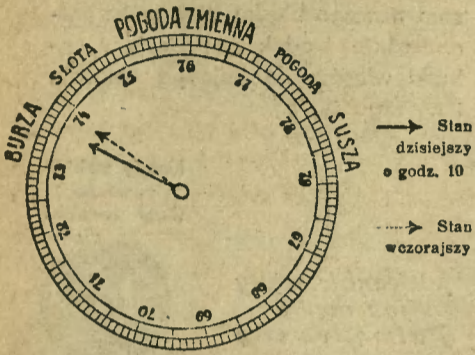 BURZA
SŁOTA
POGODA ZMIENNA
POGODA
SUSZA
73
74
75
76
77
78
79
67
68
69
70
71
72
Stan
dzisiejszy
o godz. 10
Stan
wczorajszy